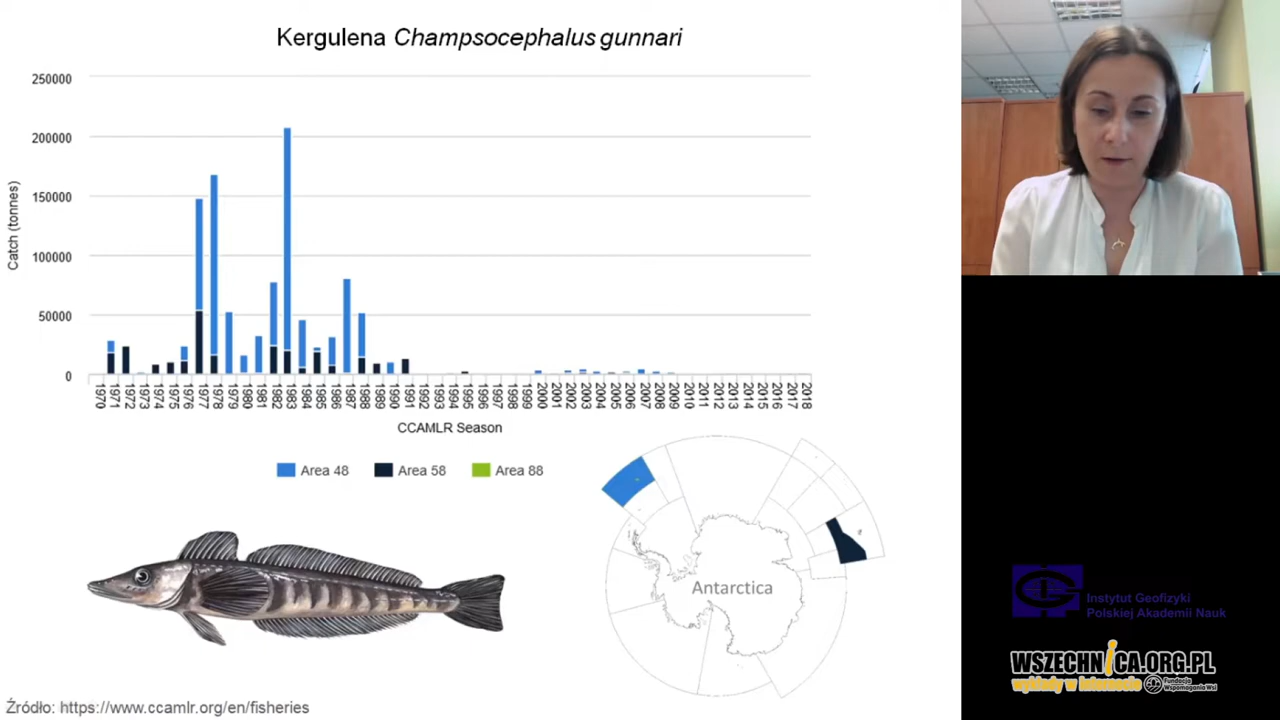 Kergulena Champsocephalus gunnari
250000
200000
150000
100000
50000
0
Catch (tonnes)
1970 1971 1972 1973 1974 1975 1976 1977 1978 1979 1980 1981 1982 1983 1984 1985 1986 1987 1988 1989 1990 1991 1992 1993 1994 1995 1996 1997 1998 1999 2000 2001 2002 2003 2004 2005 2006 2007 2008 2009 2010 2011 2012 2013 2014 2015 2016 2017 2018
CCAMLR Season
Area 48 Area 58 Area 88
Antarctica
Źródło: https://www.ccamlr.org/en/fisheries
Instytut Geofizyki
Polskiej Akademii Nauk
WSZECHNICA.ORG.PL
wykłady w internecie
Fundacja
Wspomagania Wsi